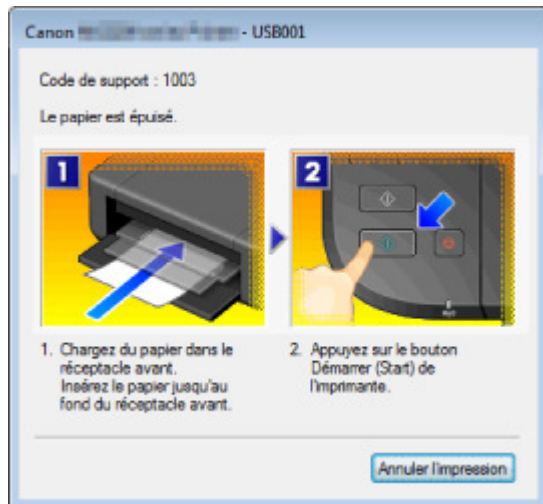 Canon - USB001
Code de support : 1003
Le papier est épuisé.
1
2
1. Chargez du papier dans le
réceptacle avant.
Insérez le papier jusqu'au
fond du réceptacle avant.
2. Appuyez sur le bouton
Démarrer (Start) de
l'imprimante.
Annuler l'impression